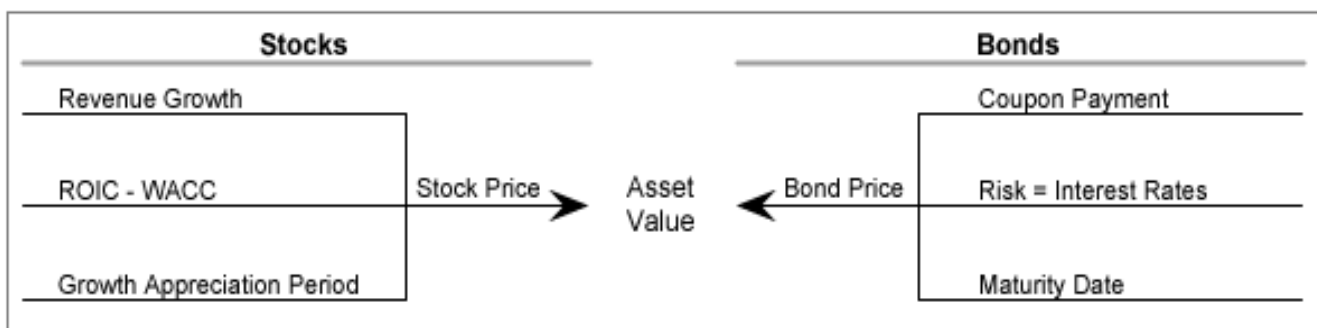 Stocks
Bonds
Revenue Growth
Coupon Payment
ROIC - WACC
Stock Price
Asset
Value
Bond Price
Risk = Interest Rates
Growth Appreciation Period
Maturity Date